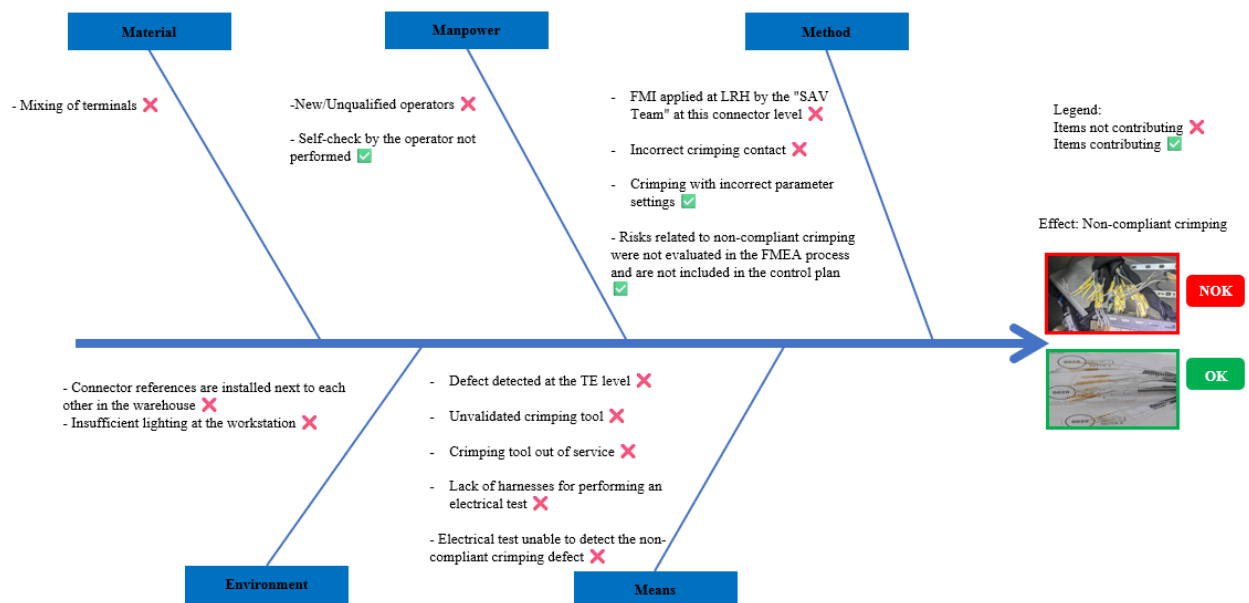 Material
Manpower
Method
- Mixing of terminals ❌
-New/Unqualified operators ❌
- Self-check by the operator not
performed ✅
- FMI applied at LRH by the "SAV
Team" at this connector level ❌
- Incorrect crimping contact ❌
- Crimping with incorrect parameter
settings ✅
- Risks related to non-compliant crimping
were not evaluated in the FMEA process
and are not included in the control plan
✅
Legend:
Items not contributing ❌
Items contributing ✅
Effect: Non-compliant crimping
NOK
OK
- Connector references are installed next to each
other in the warehouse ❌
- Insufficient lighting at the workstation ❌
- Defect detected at the TE level ❌
- Unvalidated crimping tool ❌
- Crimping tool out of service ❌
- Lack of harnesses for performing an
electrical test ❌
- Electrical test unable to detect the non-
compliant crimping defect ❌
Environment
Means